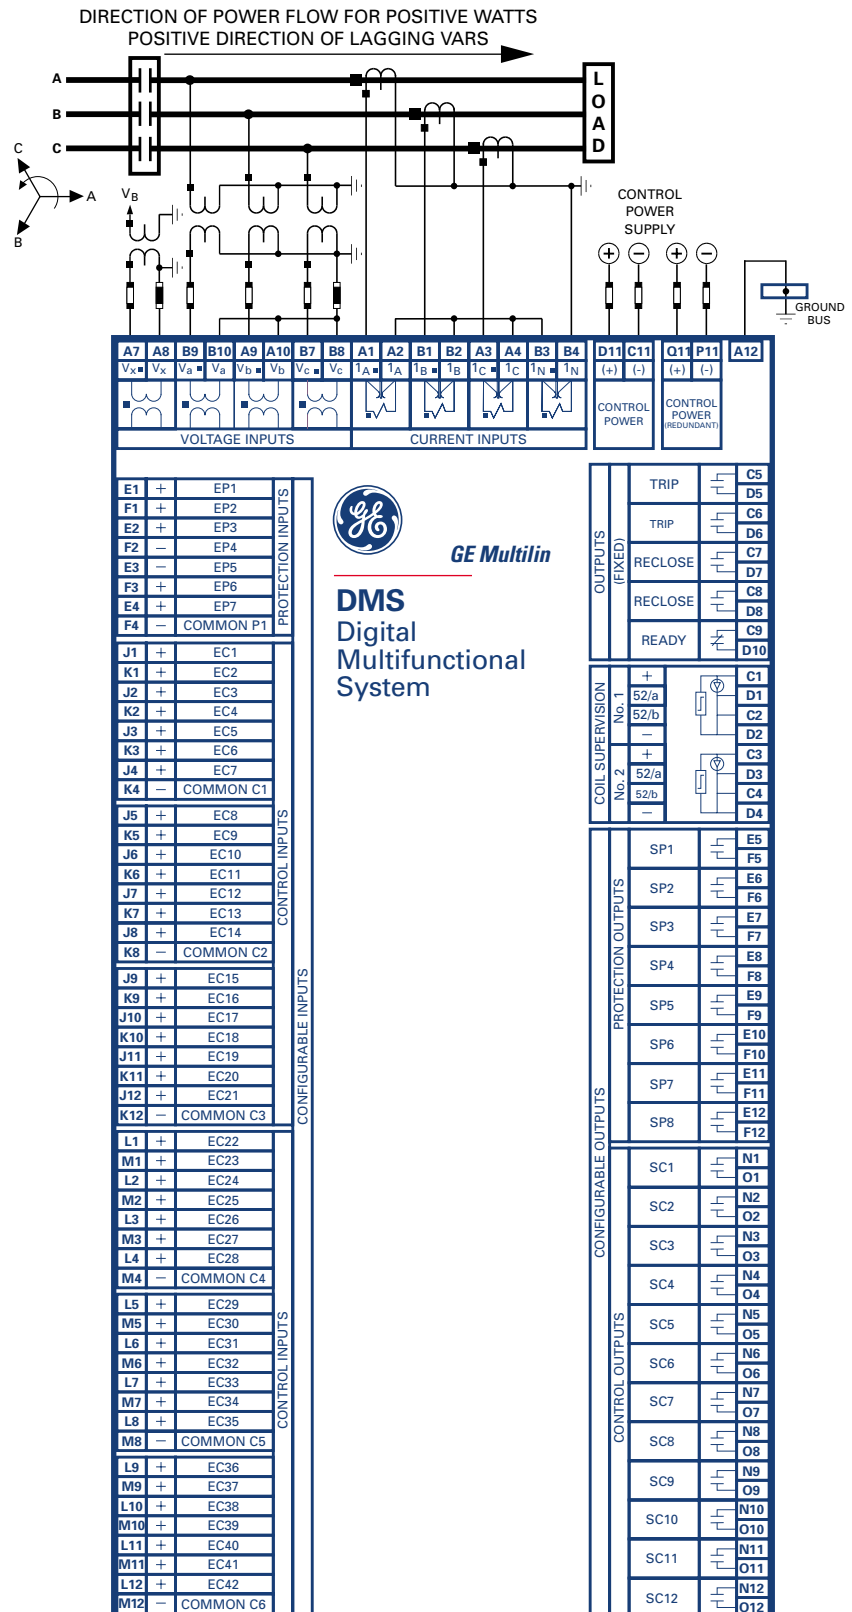 DIRECTION OF POWER FLOW FOR POSITIVE WATTS
POSITIVE DIRECTION OF LAGGING VARS
A
B
C
L
O
A
D
C
A
B
VB
CONTROL
POWER
SUPPLY
+ − + −
GROUND
BUS
A7 A8 B9 B10 A9 A10 B7 B8 A1 A2 B1 B2 A3 A4 B3 B4 D11 C11 Q11 P11 A12
Vx Vx Va Va Vb Vb Vc Vc 1A 1A 1B 1B 1C 1C 1N 1N (+) (-) (+) (-)
CONTROL
POWER
CONTROL
POWER
(REDUNDANT)
VOLTAGE INPUTS
CURRENT INPUTS
E1 + EP1
F1 + EP2
E2 + EP3
F2 − EP4
E3 − EP5
F3 + EP6
E4 + EP7
F4 − COMMON P1
PROTECTION INPUTS
J1 + EC1
K1 + EC2
J2 + EC3
K2 + EC4
J3 + EC5
K3 + EC6
J4 + EC7
K4 − COMMON C1
J5 + EC8
K5 + EC9
J6 + EC10
K6 + EC11
J7 + EC12
K7 + EC13
J8 + EC14
K8 − COMMON C2
J9 + EC15
K9 + EC16
J10 + EC17
K10 + EC18
J11 + EC19
K11 + EC20
J12 + EC21
K12 − COMMON C3
CONTROL INPUTS
L1 + EC22
M1 + EC23
L2 + EC24
M2 + EC25
L3 + EC26
M3 + EC27
L4 + EC28
M4 − COMMON C4
L5 + EC29
M5 + EC30
L6 + EC31
M6 + EC32
L7 + EC33
M7 + EC34
L8 + EC35
M8 − COMMON C5
L9 + EC36
M9 + EC37
L10 + EC38
M10 + EC39
L11 + EC40
M11 + EC41
L12 + EC42
M12 − COMMON C6
CONTROL INPUTS
CONFIGURABLE INPUTS
GE
GE Multilin
DMS
Digital
Multifunctional
System
OUTPUTS
(FIXED)
TRIP C5 D5
TRIP C6 D6
RECLOSE C7 D7
RECLOSE C8 D8
READY C9 D10
COIL SUPERVISION
No. 1
+ C1
52/a D1
52/b C2
− D2
No. 2
+ C3
52/a D3
52/b C4
− D4
CONFIGURABLE OUTPUTS
PROTECTION OUTPUTS
SP1 E5 F5
SP2 E6 F6
SP3 E7 F7
SP4 E8 F8
SP5 E9 F9
SP6 E10 F10
SP7 E11 F11
SP8 E12 F12
CONTROL OUTPUTS
SC1 N1 O1
SC2 N2 O2
SC3 N3 O3
SC4 N4 O4
SC5 N5 O5
SC6 N6 O6
SC7 N7 O7
SC8 N8 O8
SC9 N9 O9
SC10 N10 O10
SC11 N11 O11
SC12 N12 O12